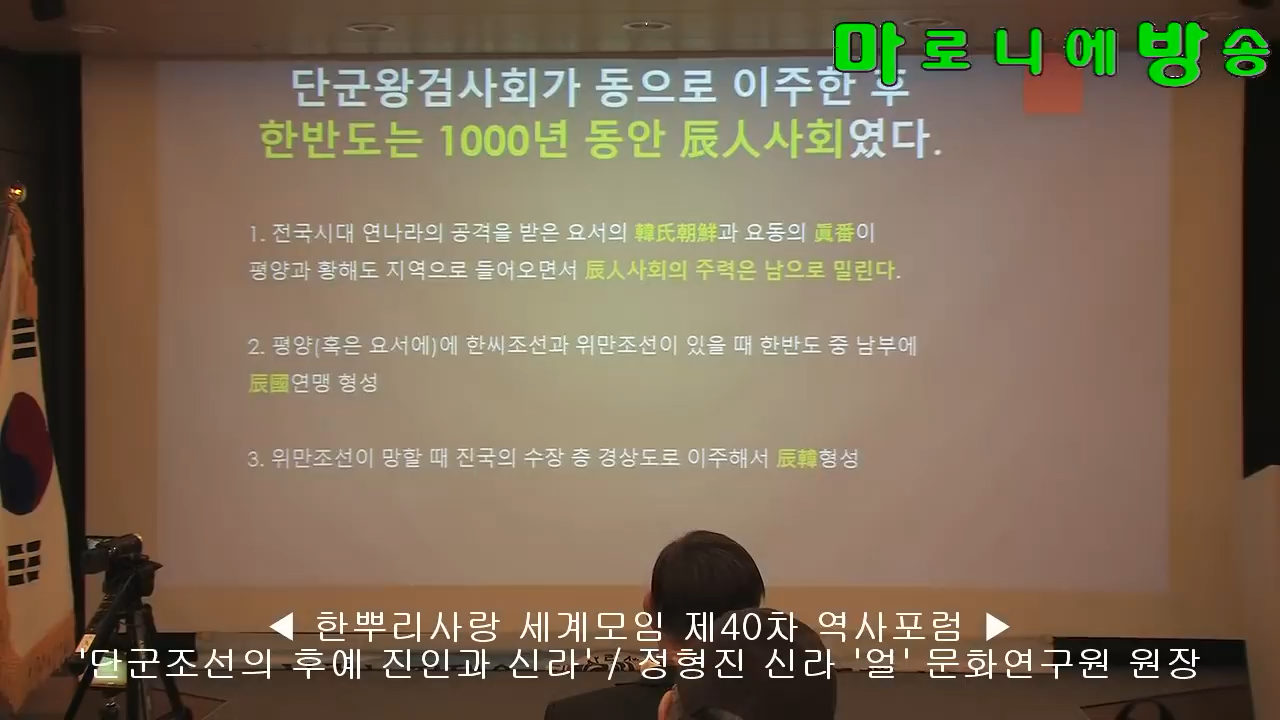 마로니에방송
단군왕검사회가 동으로 이주한 후
한반도는 1000년 동안 辰人사회였다.
1. 전국시대 연나라의 공격을 받은 요서의 韓氏朝鮮과 요동의 眞番이
평양과 황해도 지역으로 들어오면서 辰人사회의 주력은 남으로 밀린다.
2. 평양(혹은 요서에)에 한씨조선과 위만조선이 있을 때 한반도 중 남부에
辰國연맹 형성
3. 위만조선이 망할 때 진국의 수장 층 경상도로 이주해서 辰韓형성
◀ 한뿌리사랑 세계모임 제40차 역사포럼 ▶
'단군조선의 후예 진인과 신라' / 정형진 신라 '얼' 문화연구원 원장